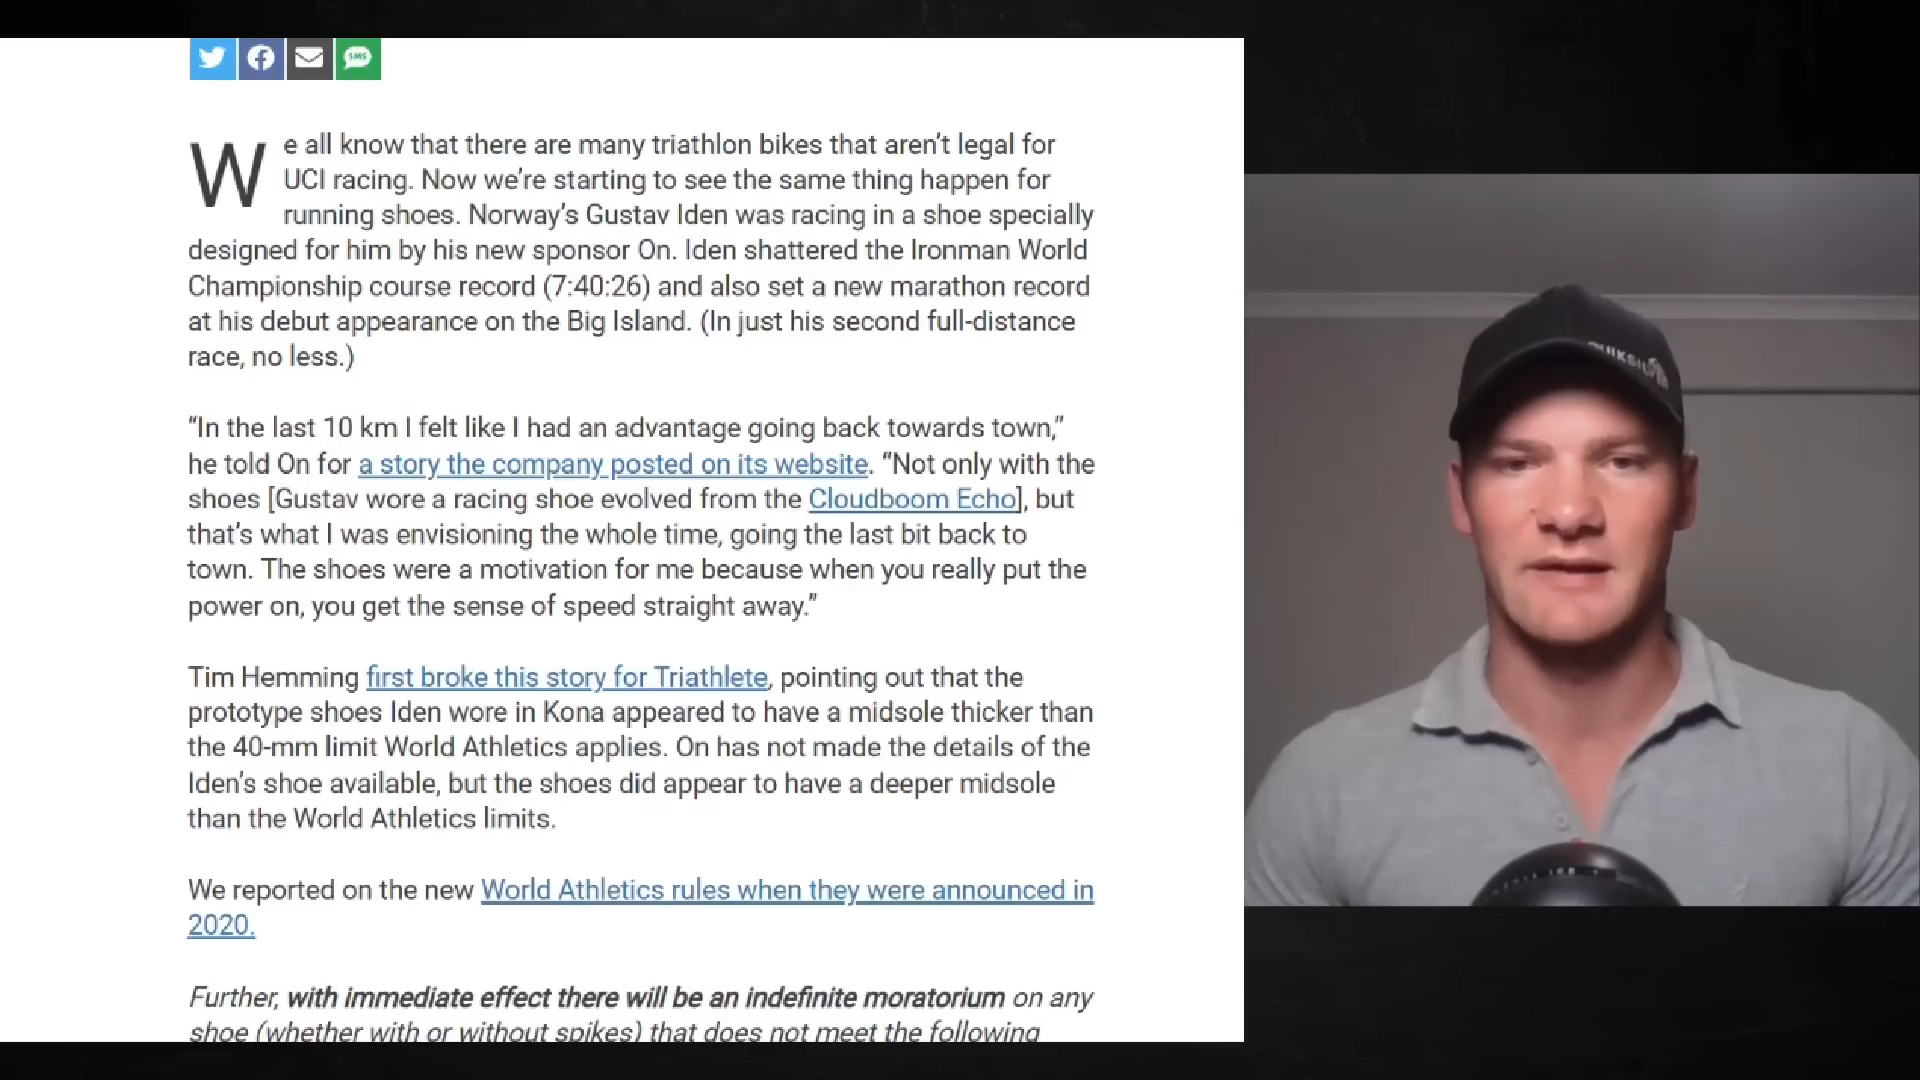 SMS
We all know that there are many triathlon bikes that aren’t legal for
UCI racing. Now we’re starting to see the same thing happen for
running shoes. Norway’s Gustav Iden was racing in a shoe specially
designed for him by his new sponsor On. Iden shattered the Ironman World
Championship course record (7:40:26) and also set a new marathon record
at his debut appearance on the Big Island. (In just his second full-distance
race, no less.)
“In the last 10 km I felt like I had an advantage going back towards town,”
he told On for a story the company posted on its website. “Not only with the
shoes [Gustav wore a racing shoe evolved from the Cloudboom Echo], but
that’s what I was envisioning the whole time, going the last bit back to
town. The shoes were a motivation for me because when you really put the
power on, you get the sense of speed straight away.”
Tim Hemming first broke this story for Triathlete, pointing out that the
prototype shoes Iden wore in Kona appeared to have a midsole thicker than
the 40-mm limit World Athletics applies. On has not made the details of the
Iden’s shoe available, but the shoes did appear to have a deeper midsole
than the World Athletics limits.
We reported on the new World Athletics rules when they were announced in
2020.
Further, with immediate effect there will be an indefinite moratorium on any
shoe (whether with or without spikes) that does not meet the following
QUIKSILVER